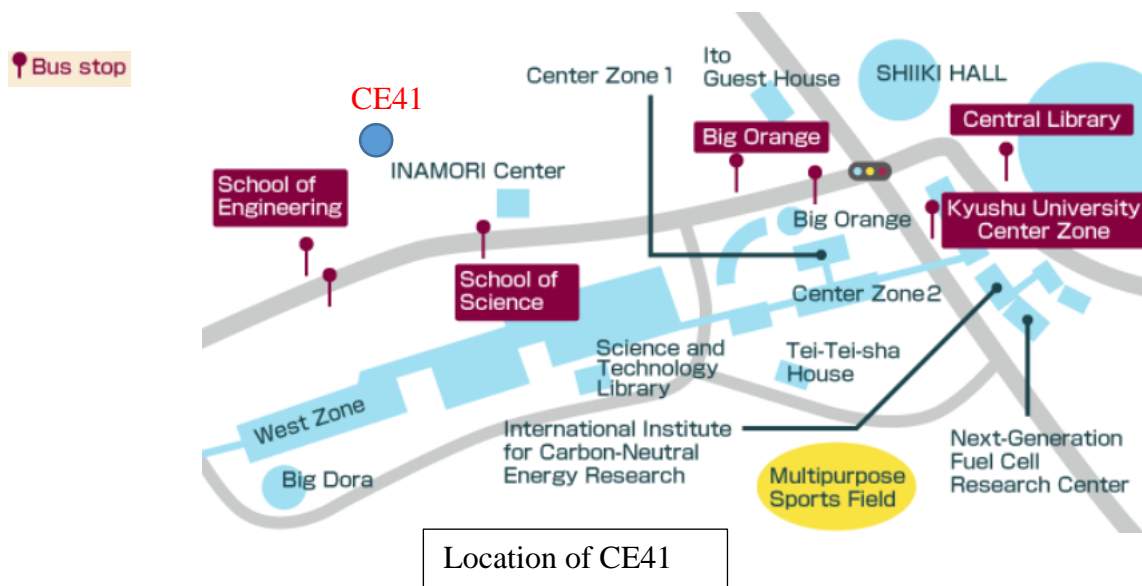 Bus stop
CE41
Center Zone 1
Ito
Guest House
SHIIKI HALL
Big Orange
Central Library
INAMORI Center
School of
Engineering
Big Orange
Kyushu University
Center Zone
School of
Science
Center Zone2
Science and
Technology
Library
Tei-Tei-sha
House
West Zone
International Institute
for Carbon-Neutral
Energy Research
Next-Generation
Fuel Cell
Research Center
Multipurpose
Sports Field
Big Dora
Location of CE41